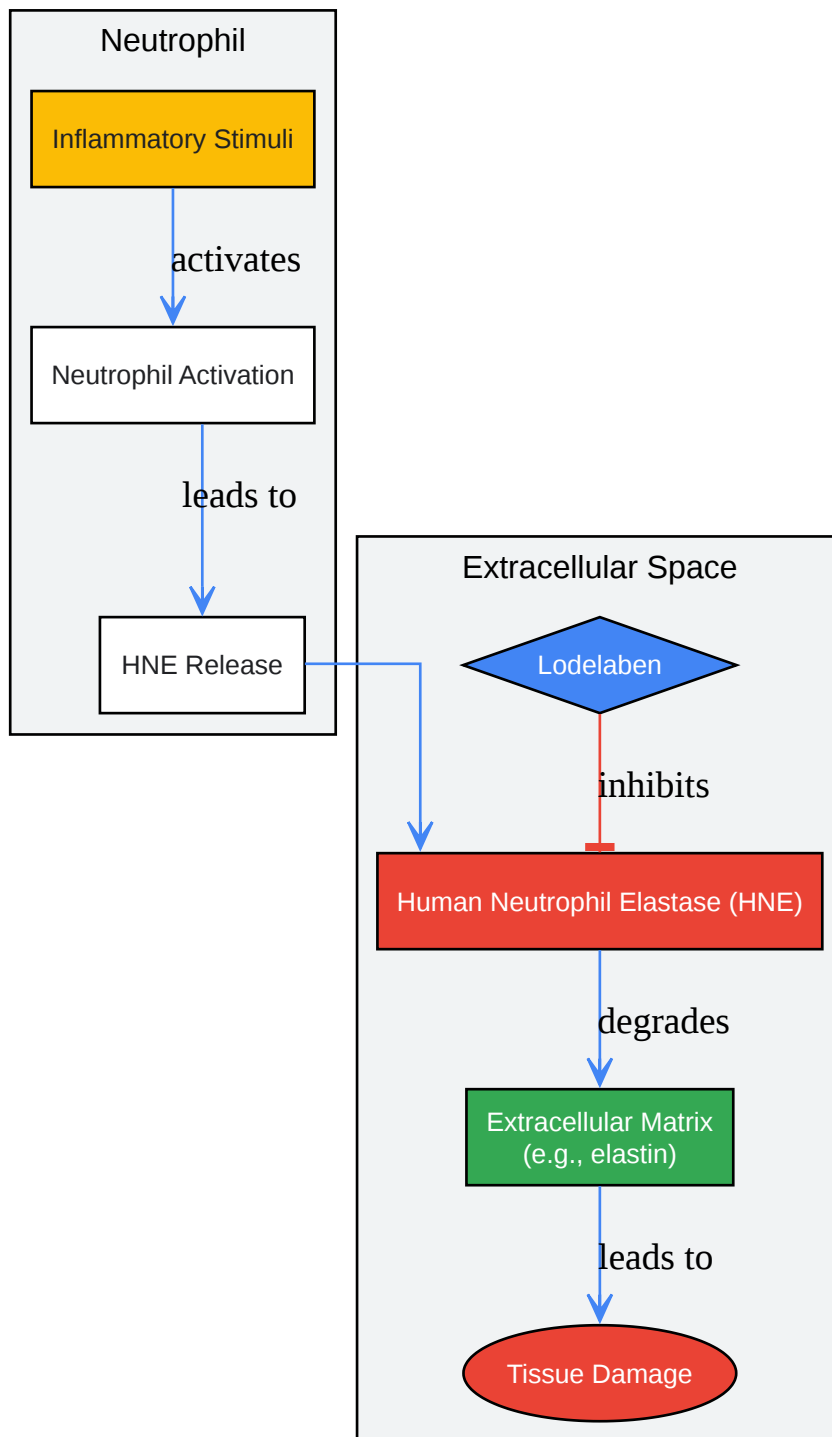 Neutrophil
Inflammatory Stimuli
activates
Neutrophil Activation
leads to
HNE Release
Extracellular Space
Lodelaben
inhibits
Human Neutrophil Elastase (HNE)
degrades
Extracellular Matrix
(e.g., elastin)
leads to
Tissue Damage